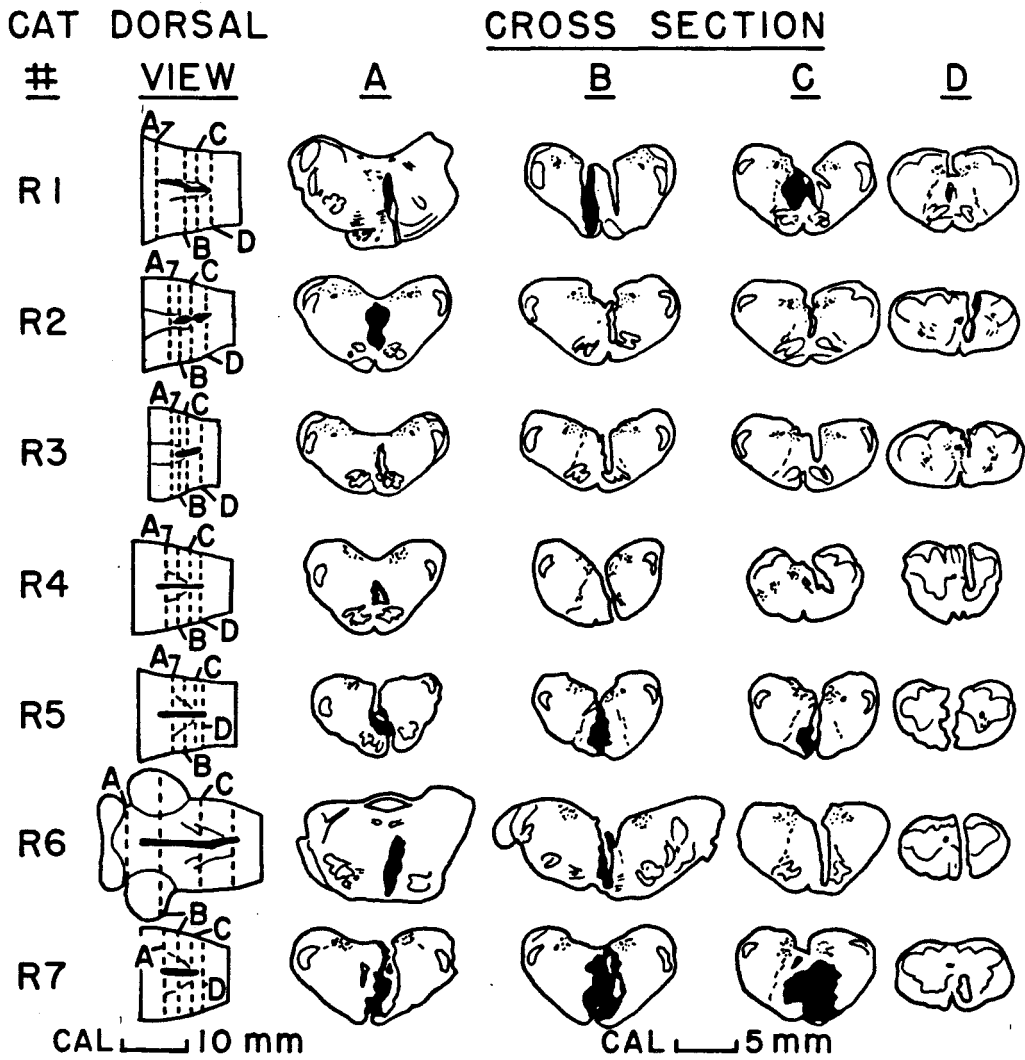 CAT DORSAL CROSS SECTION
# VIEW A B C D
A C
R1
B D
A C
R2
B D
A C
R3
B D
A C
R4
B D
A C
R5
D
B
A C
R6
B
C
A
R7
D
CAL 10 mm CAL 5 mm